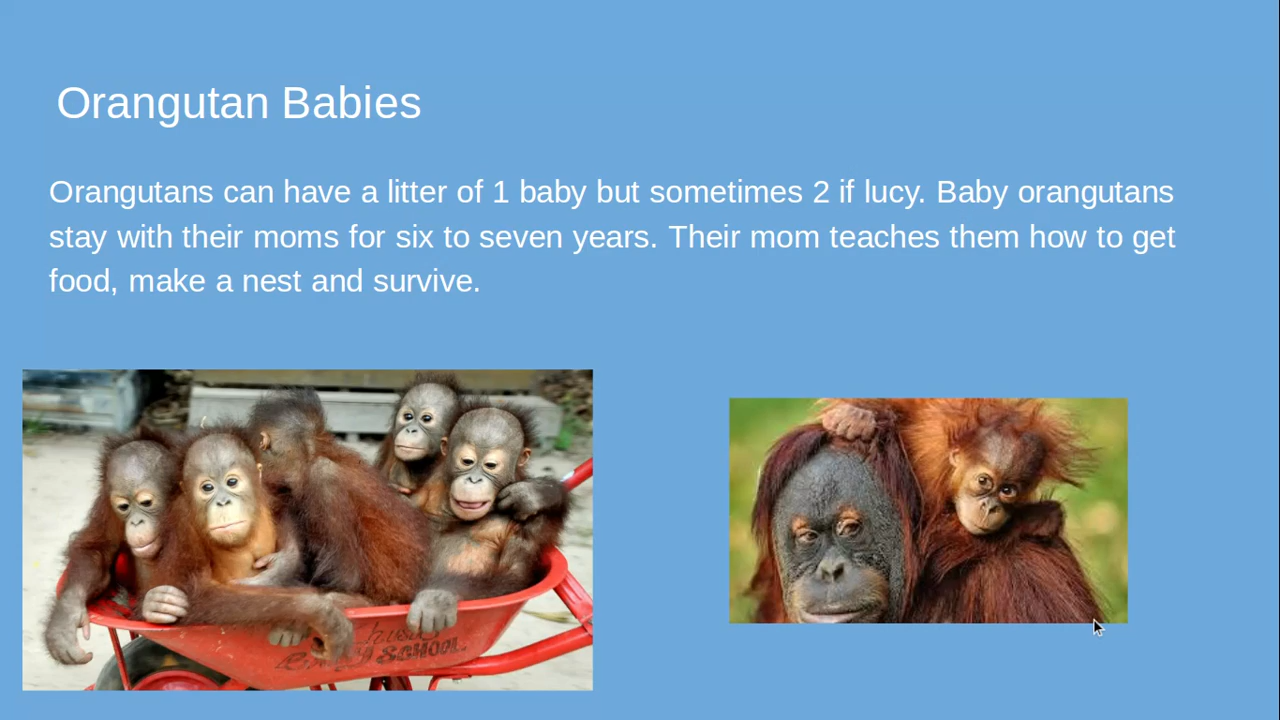 Orangutan Babies
Orangutans can have a litter of 1 baby but sometimes 2 if lucy. Baby orangutans
stay with their moms for six to seven years. Their mom teaches them how to get
food, make a nest and survive.
SCHOOL